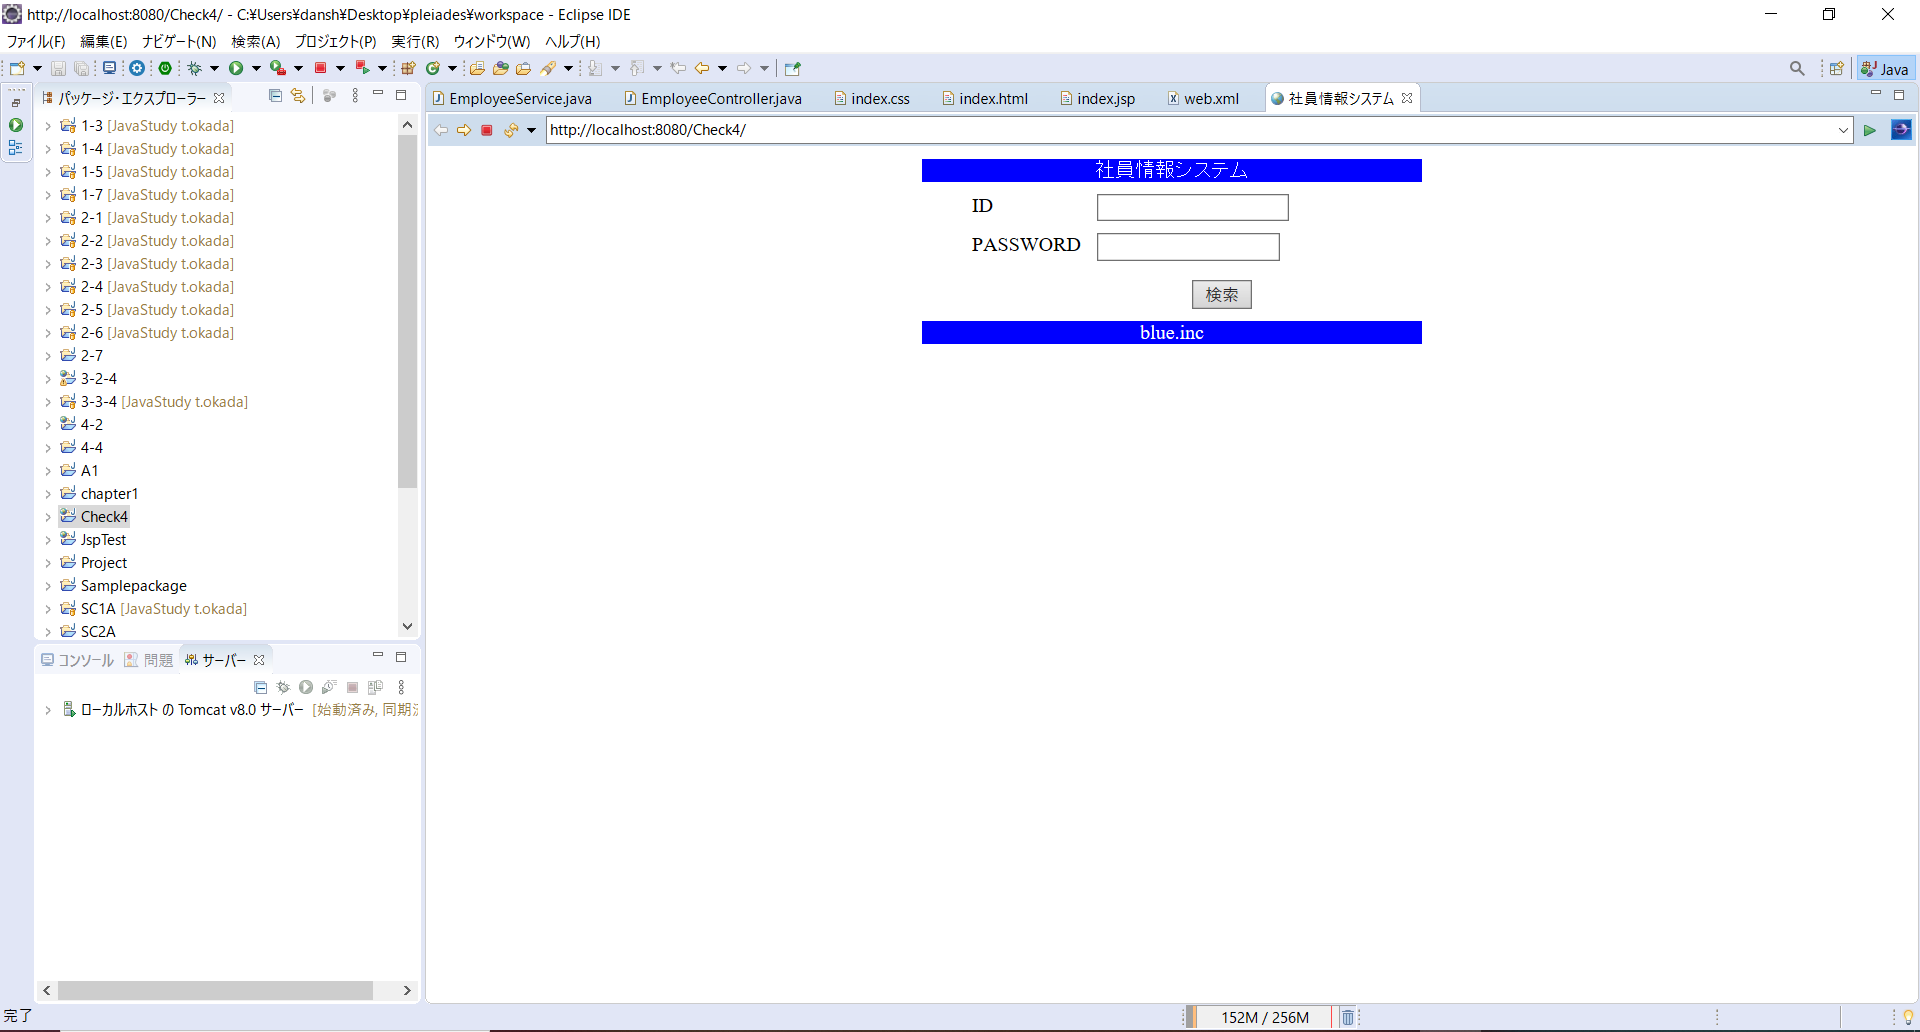 http://localhost:8080/Check4/ - C:¥Users¥dansh¥Desktop¥pleiades¥workspace - Eclipse IDE
ファイル(F) 編集(E) ナビゲート(N) 検索(A) プロジェクト(P) 実行(R) ウィンドウ(W) ヘルプ(H)
Java
パッケージ・エクスプローラー
EmployeeService.java EmployeeController.java index.css index.html index.jsp web.xml 社員情報システム
http://localhost:8080/Check4/
1-3 [JavaStudy t.okada]
1-4 [JavaStudy t.okada]
1-5 [JavaStudy t.okada]
1-7 [JavaStudy t.okada]
2-1 [JavaStudy t.okada]
2-2 [JavaStudy t.okada]
2-3 [JavaStudy t.okada]
2-4 [JavaStudy t.okada]
2-5 [JavaStudy t.okada]
2-6 [JavaStudy t.okada]
2-7
3-2-4
3-3-4 [JavaStudy t.okada]
4-2
4-4
A1
chapter1
Check4
JspTest
Project
Samplepackage
SC1A [JavaStudy t.okada]
SC2A
社員情報システム
ID
PASSWORD
検索
blue.inc
コンソール 問題 サーバー
ローカルホスト の Tomcat v8.0 サーバー [始動済み, 同期
完了
152M / 256M